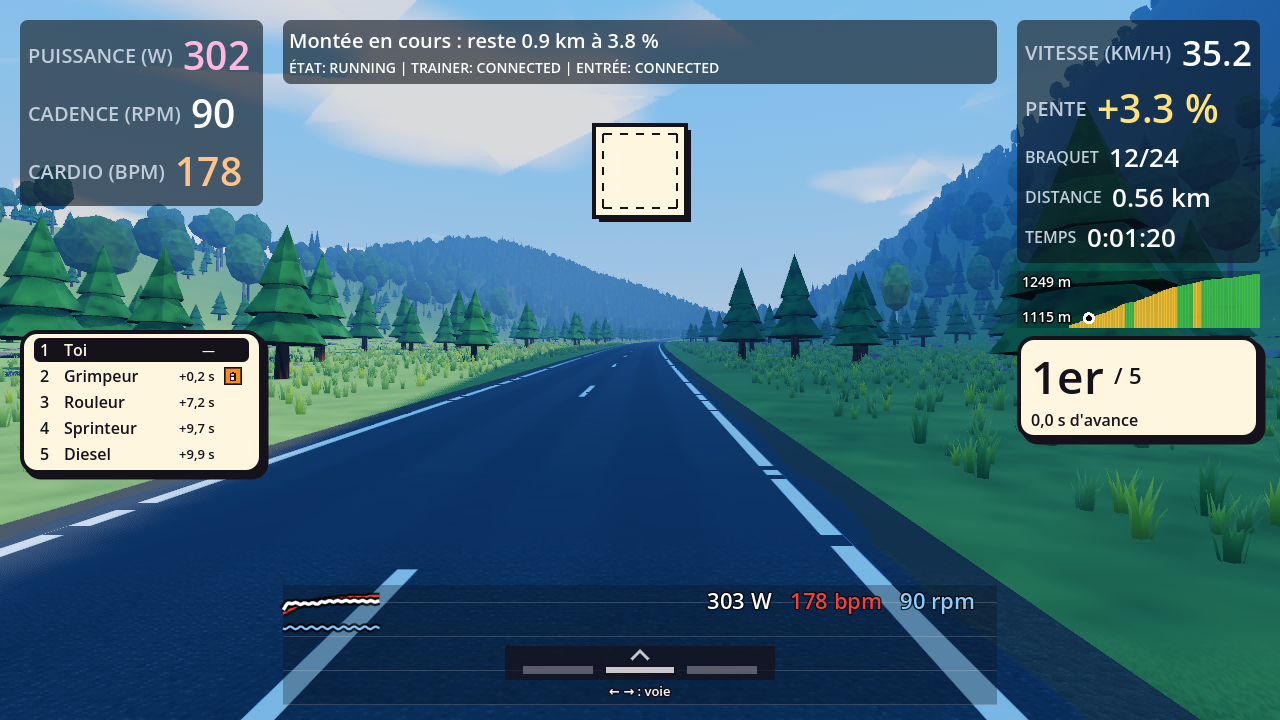 PUISSANCE (W) 302
CADENCE (RPM) 90
CARDIO (BPM) 178
Montée en cours : reste 0.9 km à 3.8 %
ÉTAT: RUNNING | TRAINER: CONNECTED | ENTRÉE: CONNECTED
VITESSE (KM/H) 35.2
PENTE +3.3 %
BRAQUET 12/24
DISTANCE 0.56 km
TEMPS 0:01:20
1249 m
1115 m
1 Toi —
2 Grimpeur +0,2 s
3 Rouleur +7,2 s
4 Sprinteur +9,7 s
5 Diesel +9,9 s
1er / 5
0,0 s d'avance
303 W 178 bpm 90 rpm
← → : voie